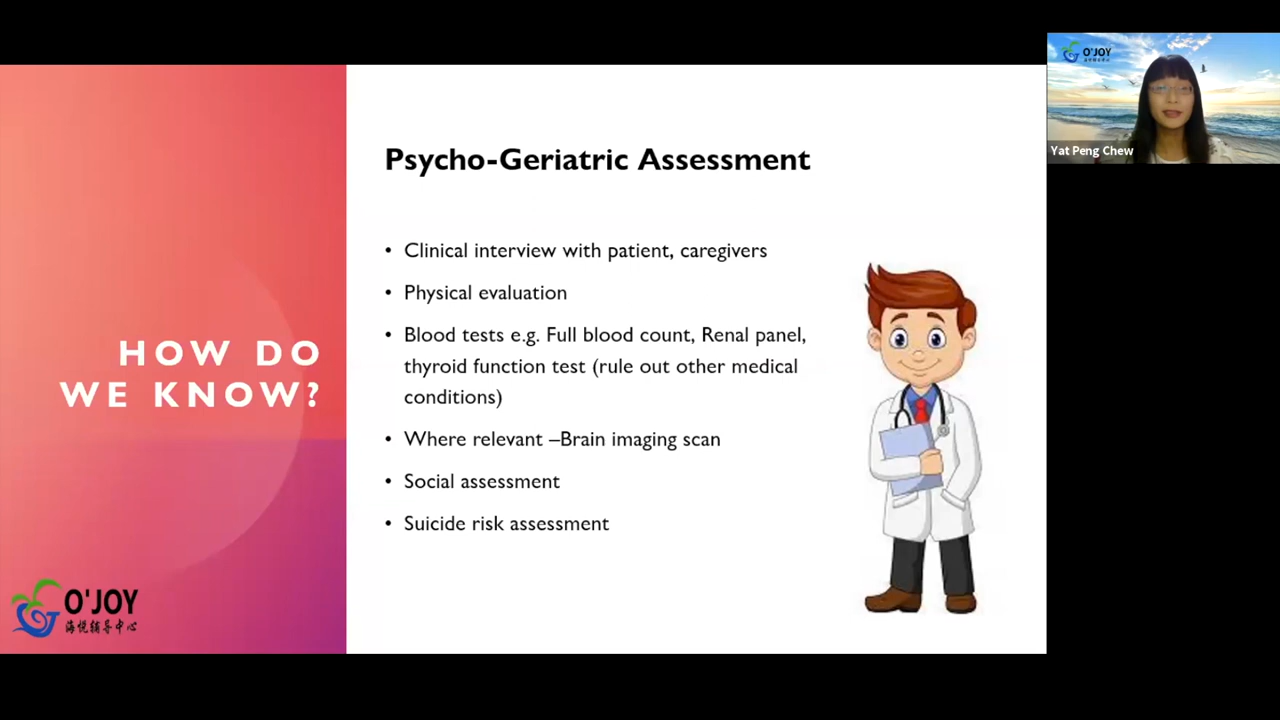 HOW DO
WE KNOW?
O'JOY
海悦辅导中心
Psycho-Geriatric Assessment
• Clinical interview with patient, caregivers
• Physical evaluation
• Blood tests e.g. Full blood count, Renal panel,
thyroid function test (rule out other medical
conditions)
• Where relevant –Brain imaging scan
• Social assessment
• Suicide risk assessment
O'JOY
Yat Peng Chew